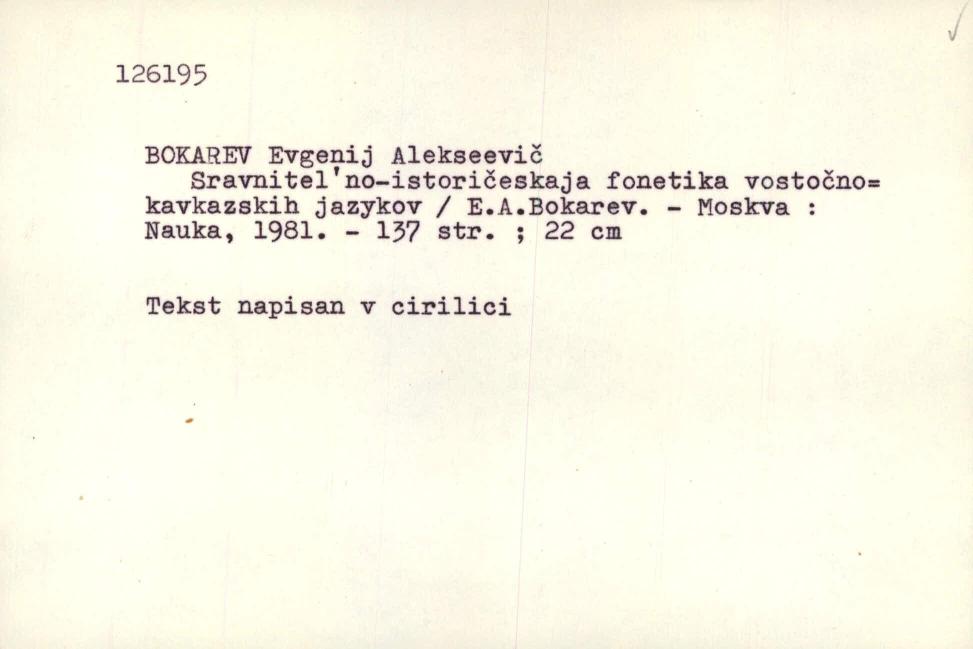 126195
BOKAREV Evgenij Alekseevič
Sravnitel'no-istoričeskaja fonetika vostočno=
kavkazskih jazykov / E.A.Bokarev. - Moskva :
Nauka, 1981. - 137 str. ; 22 cm
Tekst napisan v cirilici